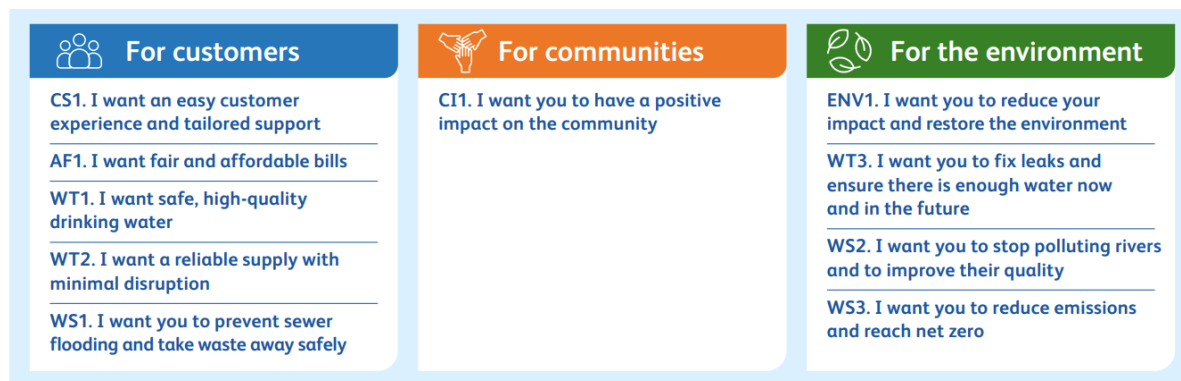 For customers
CS1. I want an easy customer
experience and tailored support
AF1. I want fair and affordable bills
WT1. I want safe, high-quality
drinking water
WT2. I want a reliable supply with
minimal disruption
WS1. I want you to prevent sewer
flooding and take waste away safely
For communities
CI1. I want you to have a positive
impact on the community
For the environment
ENV1. I want you to reduce your
impact and restore the environment
WT3. I want you to fix leaks and
ensure there is enough water now
and in the future
WS2. I want you to stop polluting rivers
and to improve their quality
WS3. I want you to reduce emissions
and reach net zero